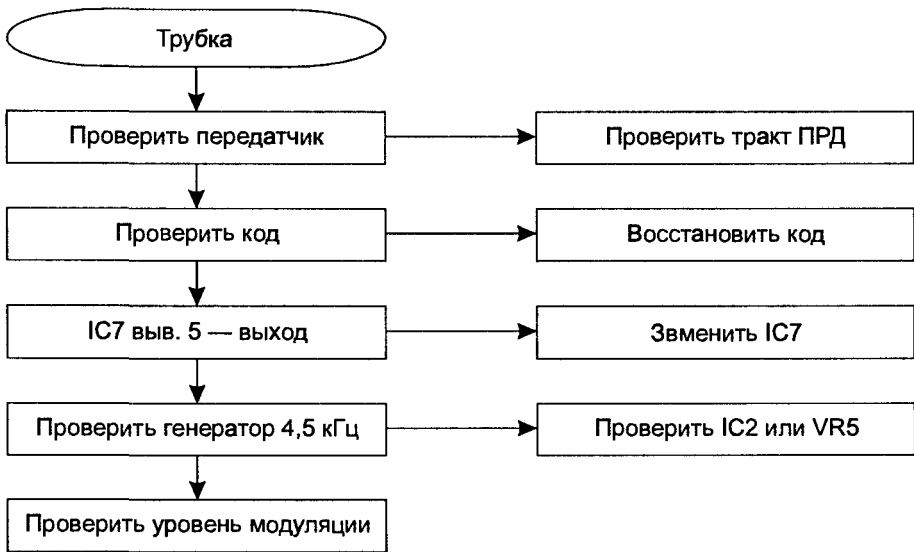 Трубка
Проверить передатчик
Проверить тракт ПРД
Проверить код
Восстановить код
IC7 выв. 5 — выход
Звменить IC7
Проверить генератор 4,5 кГц
Проверить IC2 или VR5
Проверить уровень модуляции